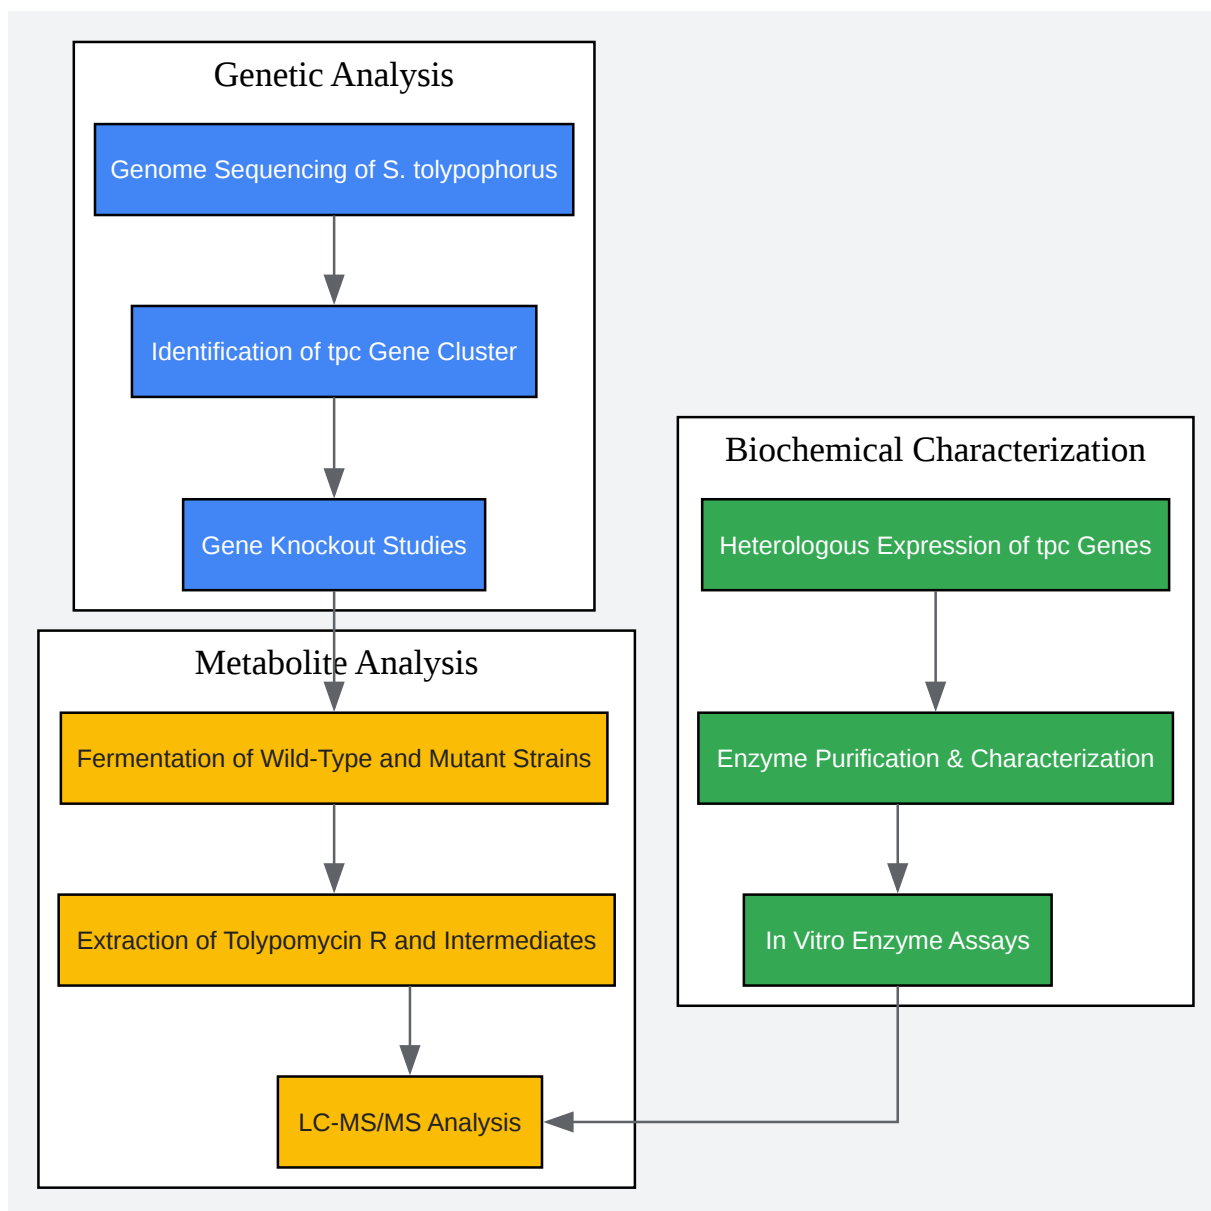 Genetic Analysis
Genome Sequencing of S. tolypophorus
Identification of tpc Gene Cluster
Gene Knockout Studies
Metabolite Analysis
Fermentation of Wild-Type and Mutant Strains
Extraction of Tolypomycin R and Intermediates
LC-MS/MS Analysis
Biochemical Characterization
Heterologous Expression of tpc Genes
Enzyme Purification & Characterization
In Vitro Enzyme Assays